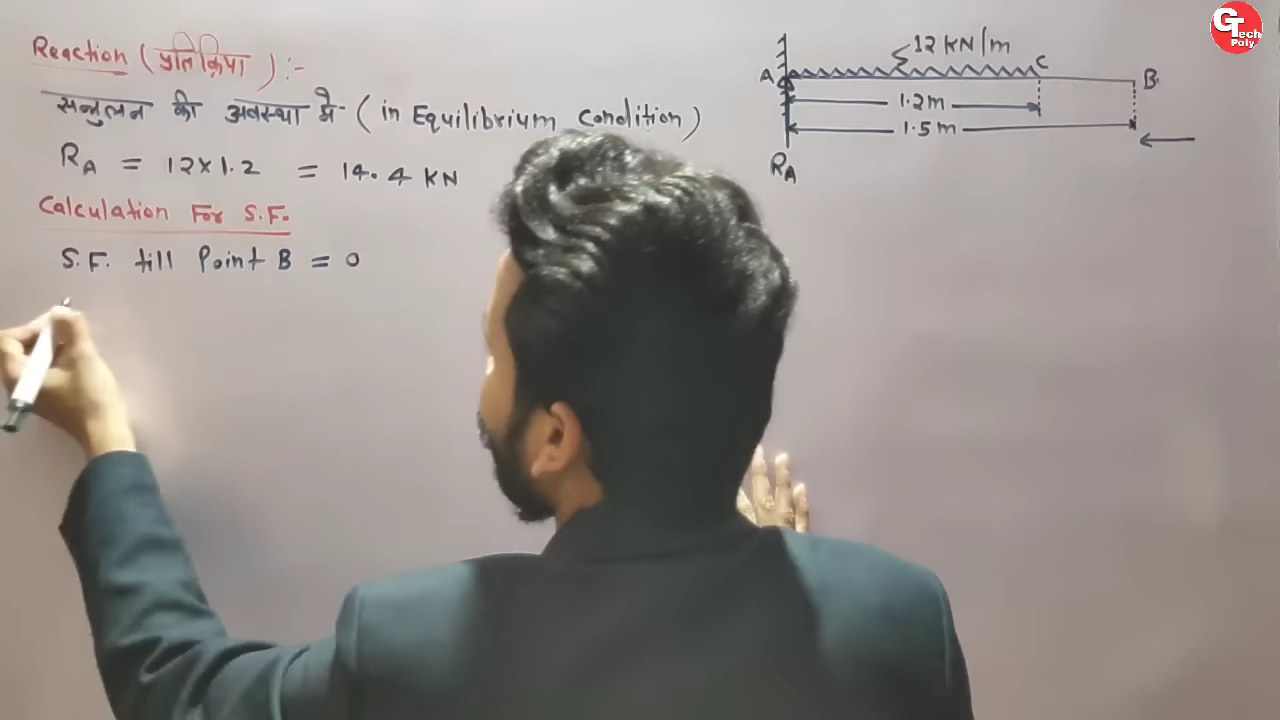 Reaction (प्रतिक्रिया) :-
सन्तुलन की अवस्था में - (in Equilibrium Condition)
RA = 12×1.2 = 14.4 KN
Calculation For S.F.
S.F. till Point B = 0
12 KN/m
A C B
1.2m
1.5m
RA
GTech Poly